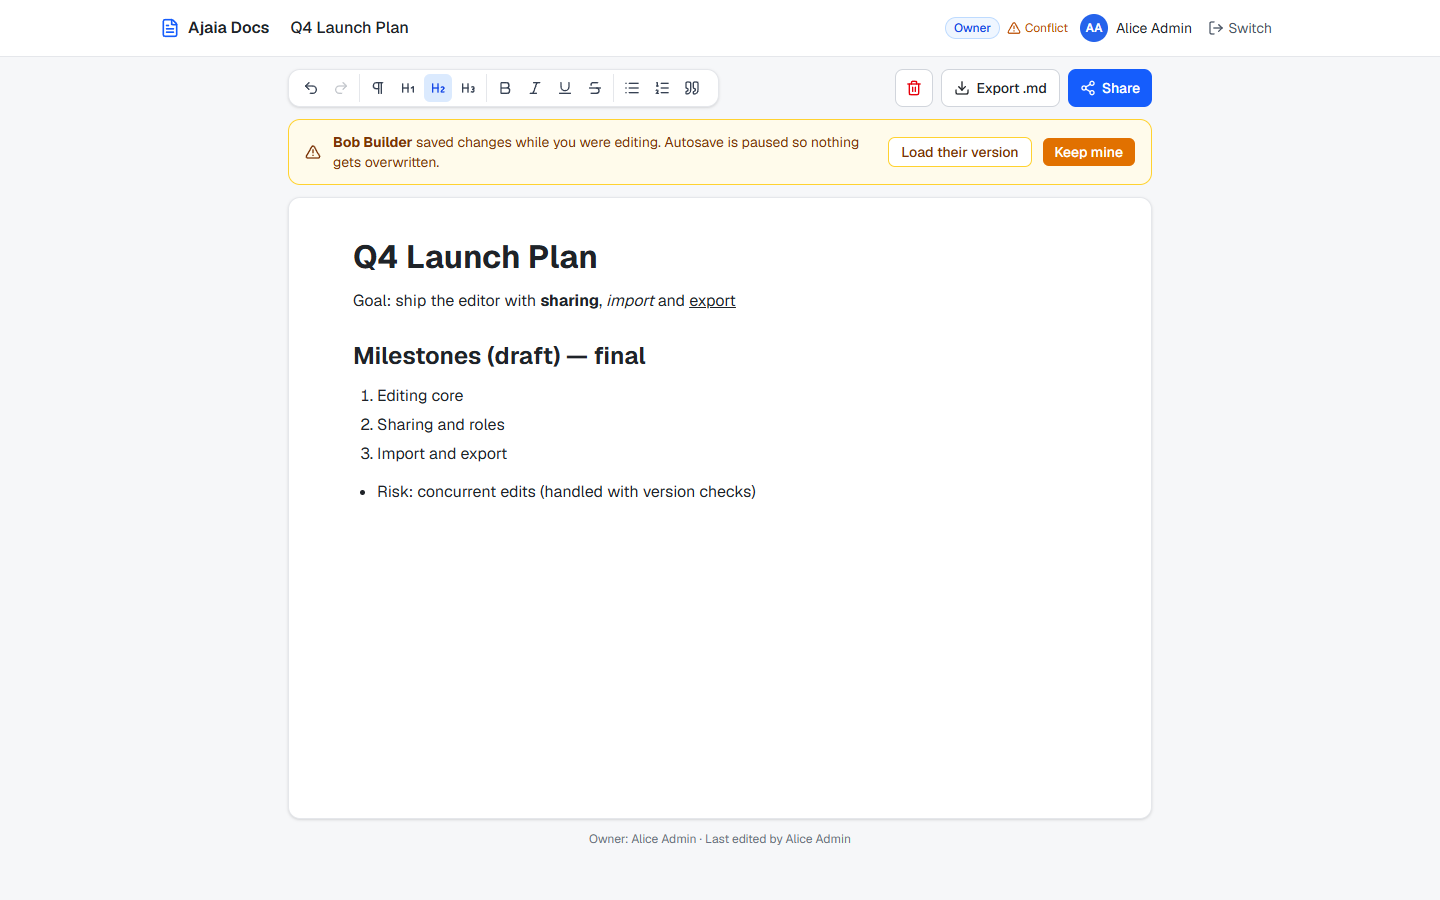 Ajaia Docs Q4 Launch Plan Owner Conflict AA Alice Admin Switch
H1 H2 H3 B I U S Export .md Share
Bob Builder saved changes while you were editing. Autosave is paused so nothing
gets overwritten.
Load their version Keep mine
Q4 Launch Plan
Goal: ship the editor with sharing, import and export
Milestones (draft) — final
1. Editing core
2. Sharing and roles
3. Import and export
• Risk: concurrent edits (handled with version checks)
Owner: Alice Admin · Last edited by Alice Admin